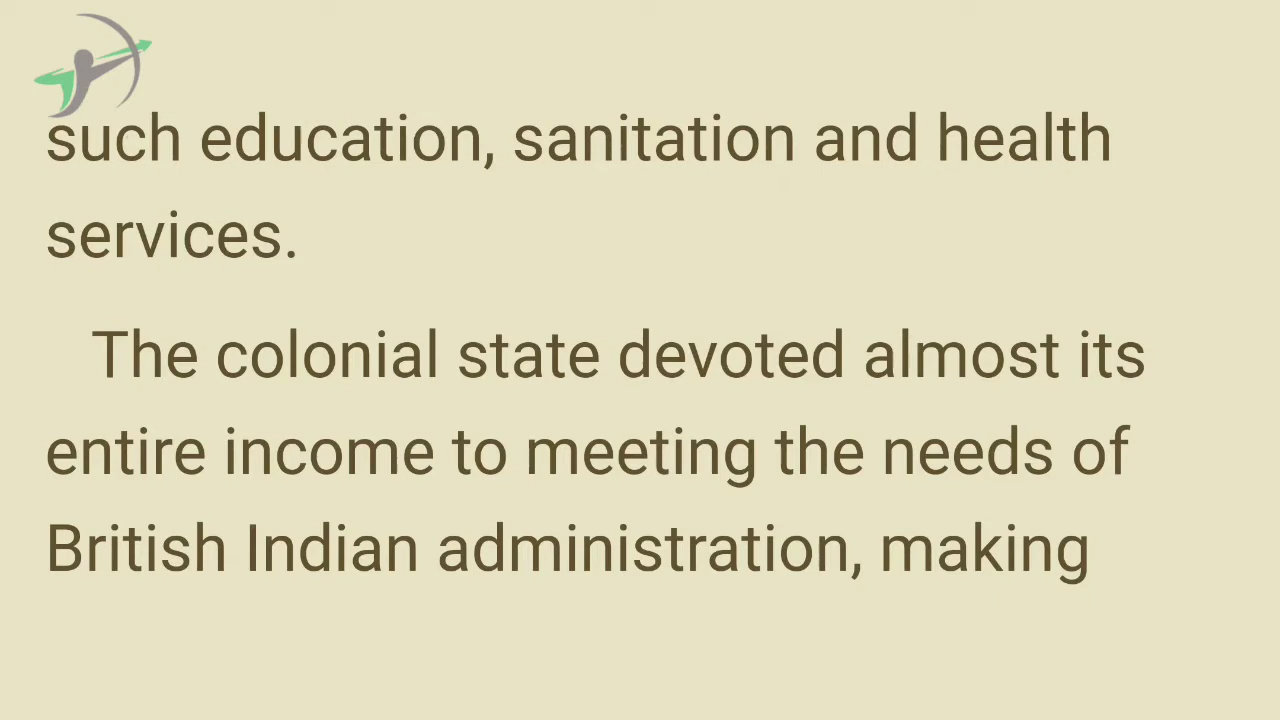 such education, sanitation and health
services.
The colonial state devoted almost its
entire income to meeting the needs of
British Indian administration, making